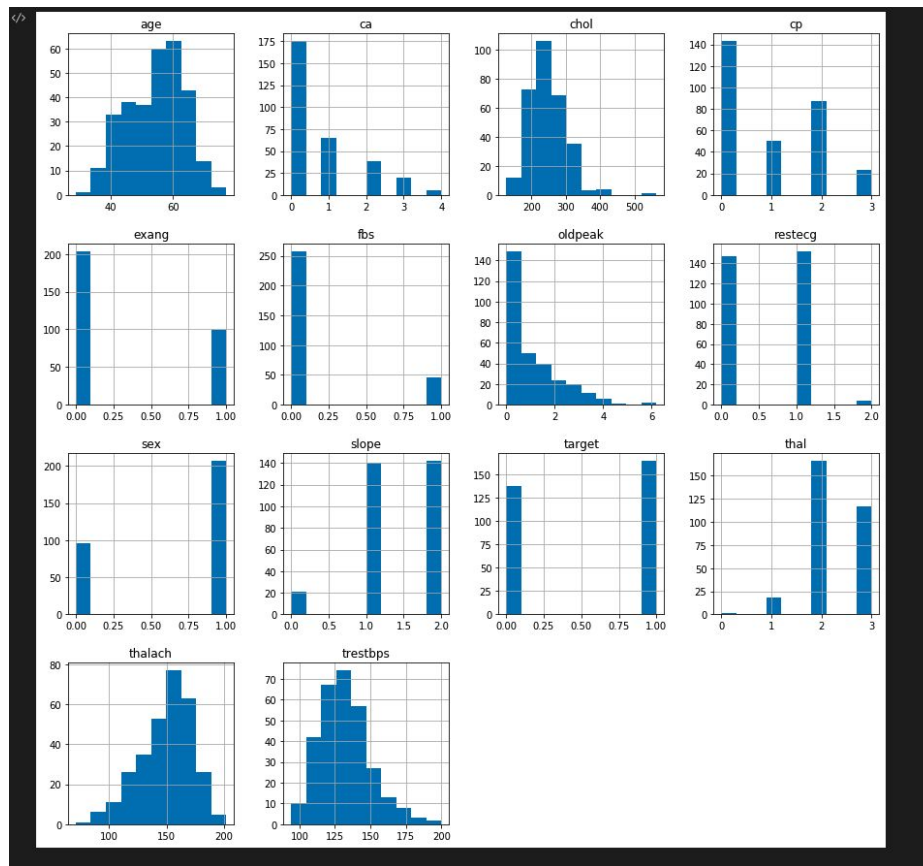 </>
age ca chol cp
60 50 40 30 20 10 0
40 60
175 150 125 100 75 50 25 0
0 1 2 3 4
100 80 60 40 20 0
200 300 400 500
140 120 100 80 60 40 20 0
0 1 2 3
exang fbs oldpeak restecg
200 150 100 50 0
0.00 0.25 0.50 0.75 1.00
250 200 150 100 50 0
0.00 0.25 0.50 0.75 1.00
140 120 100 80 60 40 20 0
0 2 4 6
140 120 100 80 60 40 20 0
0.0 0.5 1.0 1.5 2.0
sex slope target thal
200 150 100 50 0
0.00 0.25 0.50 0.75 1.00
140 120 100 80 60 40 20 0
0.0 0.5 1.0 1.5 2.0
150 125 100 75 50 25 0
0.00 0.25 0.50 0.75 1.00
150 125 100 75 50 25 0
0 1 2 3
thalach trestbps
80 60 40 20 0
100 150 200
70 60 50 40 30 20 10 0
100 125 150 175 200